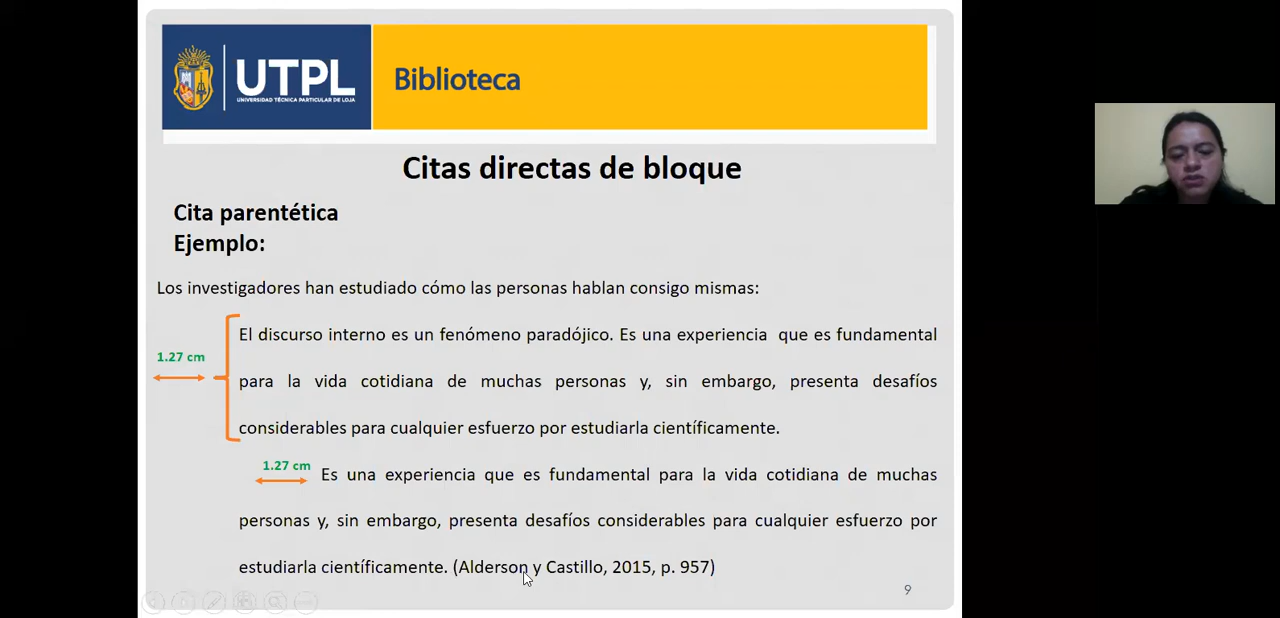 UTPL
UNIVERSIDAD TÉCNICA PARTICULAR DE LOJA
Biblioteca
Citas directas de bloque
Cita parentética
Ejemplo:
Los investigadores han estudiado cómo las personas hablan consigo mismas:
El discurso interno es un fenómeno paradójico. Es una experiencia que es fundamental
1.27 cm
para la vida cotidiana de muchas personas y, sin embargo, presenta desafíos
considerables para cualquier esfuerzo por estudiarla científicamente.
1.27 cm
Es una experiencia que es fundamental para la vida cotidiana de muchas
personas y, sin embargo, presenta desafíos considerables para cualquier esfuerzo por
estudiarla científicamente. (Alderson y Castillo, 2015, p. 957)
9